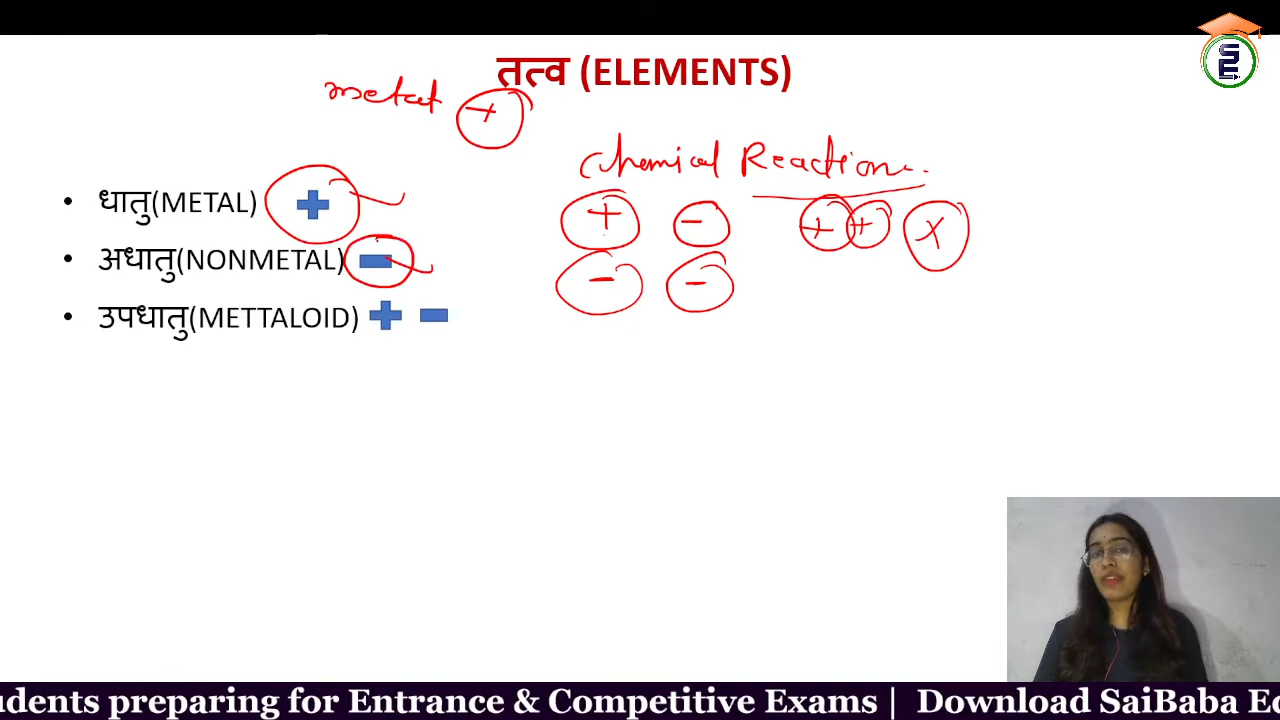 तत्व (ELEMENTS)
metal +
Chemical Reaction
• धातु(METAL) +
+ - + + X
• अधातु(NONMETAL) -
- -
• उपधातु(METTALOID) + -
udents preparing for Entrance & Competitive Exams | Download SaiBaba Ed